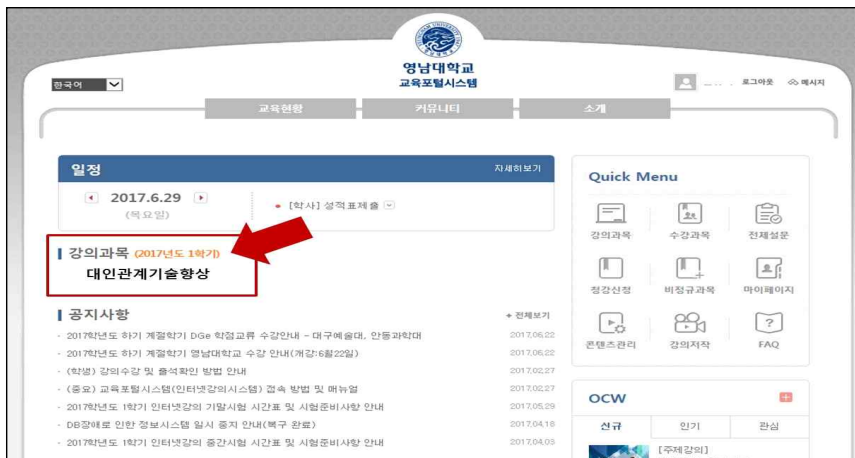 영남대학교
교육포털시스템
한국어
로그아웃 메시지
교육현황 커뮤니티 소개
일정 자세히보기
2017.6.29
(목요일)
[학사] 성적표제출
강의과목 (2017년도 1학기)
대인관계기술향상
공지사항 + 전체보기
· 2017학년도 하기 계절학기 DGe 학점교류 수강안내 - 대구예술대, 안동과학대 2017.06.22
· 2017학년도 하기 계절학기 영남대학교 수강 안내(개강:6월22일) 2017.06.22
· (학생) 강의수강 및 출석확인 방법 안내 2017.02.27
· (중요) 교육포털시스템(인터넷강의시스템) 접속 방법 및 매뉴얼 2017.02.27
· 2017학년도 1학기 인터넷강의 기말시험 시간표 및 시험준비사항 안내 2017.05.29
· DB장애로 인한 정보시스템 일시 중지 안내(복구 완료) 2017.04.16
· 2017학년도 1학기 인터넷강의 중간시험 시간표 및 시험준비사항 안내 2017.04.03
Quick Menu
강의과목 수강과목 전체설문
청강신청 비정규과목 마이페이지
콘텐츠관리 강의저작 FAQ
OCW
신규 인기 관심
[주제강의]